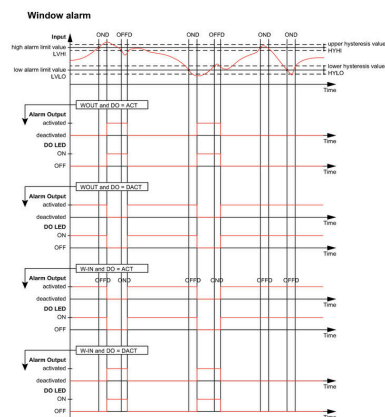 Window alarm
Input
OND OFFD OND OND
high alarm limit value
LVHI
upper hysteresis value
HYHI
low alarm limit value
LVLO
lower hysteresis value
HYLO
Time
WOUT and DO = ACT
Alarm Output
activated
deactivated
Time
DO LED
ON
OFF
Time
WOUT and DO = DACT
Alarm Output
activated
deactivated
Time
DO LED
ON
OFF
Time
W-IN and DO = ACT
Alarm Output
OFFD OND OFFD OND OFFD OFFD
activated
deactivated
Time
DO LED
ON
OFF
Time
W-IN and DO = DACT
Alarm Output
activated
deactivated
Time
DO LED
ON
OFF
Time